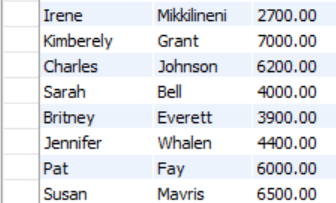 Irene Mikkilineni 2700.00
Kimberely Grant 7000.00
Charles Johnson 6200.00
Sarah Bell 4000.00
Britney Everett 3900.00
Jennifer Whalen 4400.00
Pat Fay 6000.00
Susan Mavris 6500.00